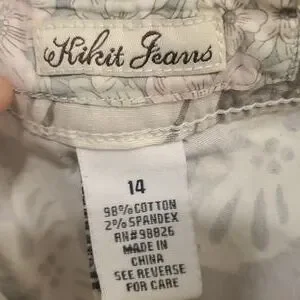 Kikit Jeans
14
98% COTTON
2% SPANDEX
RN#98826
MADE IN
CHINA
SEE REVERSE
FOR CARE